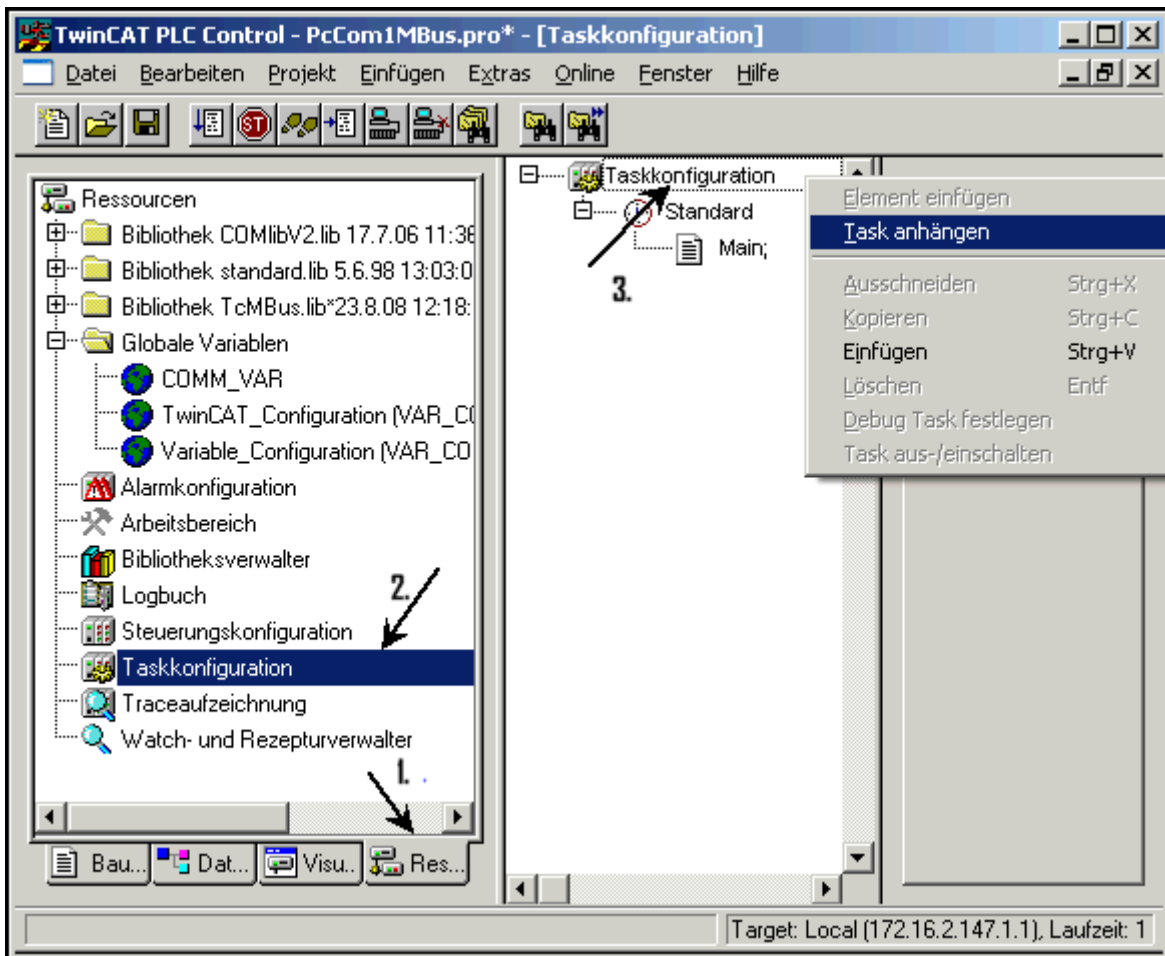 TwinCAT PLC Control - PcCom1MBus.pro* - [Taskkonfiguration]
Datei Bearbeiten Projekt Einfügen Extras Online Fenster Hilfe
ST
Ressourcen
Bibliothek COMlibV2.lib 17.7.06 11:36
Bibliothek standard.lib 5.6.98 13:03:0
Bibliothek TcMBus.lib*23.8.08 12:18:
Globale Variablen
COMM_VAR
TwinCAT_Configuration (VAR_CO
Variable_Configuration (VAR_CO
Alarmkonfiguration
Arbeitsbereich
Bibliotheksverwalter
Logbuch
2.
Steuerungskonfiguration
Taskkonfiguration
Traceaufzeichnung
Watch- und Rezepturverwalter
1.
Bau... Dat... Visu.. Res...
Taskkonfiguration
Standard
Main;
3.
Element einfügen
Task anhängen
Ausschneiden Strg+X
Kopieren Strg+C
Einfügen Strg+V
Löschen Entf
Debug Task festlegen
Task aus-/einschalten
Target: Local (172.16.2.147.1.1), Laufzeit: 1